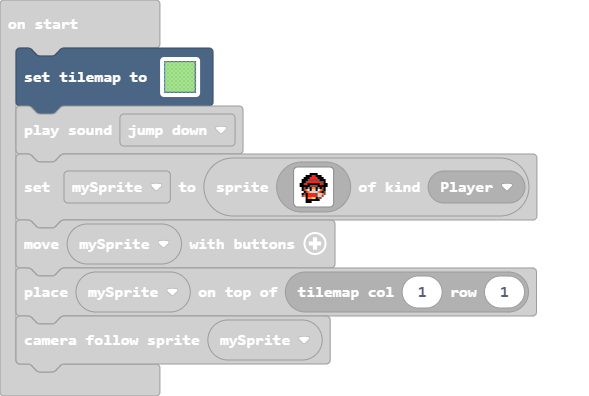 on start
set tilemap to
play sound jump down
set mySprite to sprite of kind Player
move mySprite with buttons
place mySprite on top of tilemap col 1 row 1
camera follow sprite mySprite